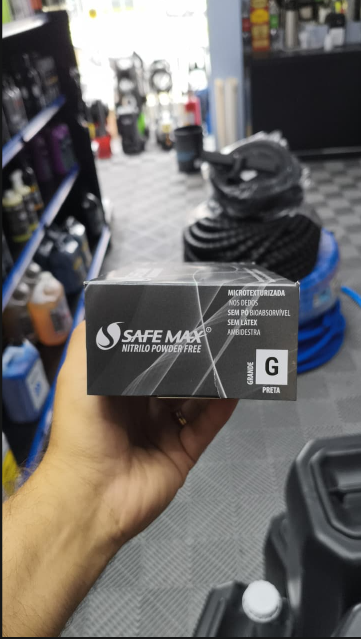 SAFE MAX®
NITRILO POWDER FREE
MICROTEXTURIZADA
NOS DEDOS
SEM PÓ BIOABSORVÍVEL
SEM LÁTEX
AMBIDESTRA
GRANDE
G
PRETA